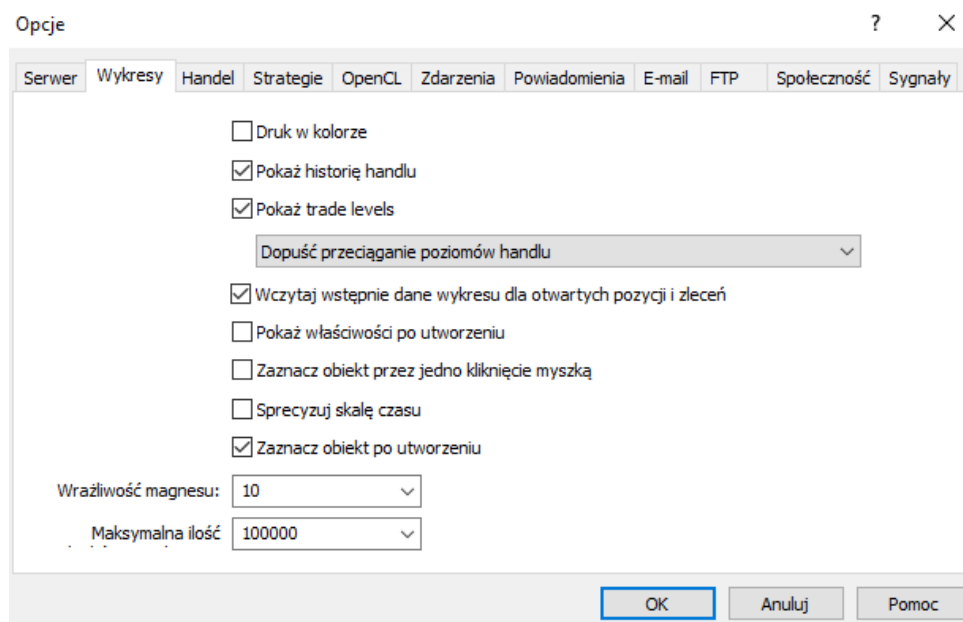 Opcje ? ×
Serwer Wykresy Handel Strategie OpenCL Zdarzenia Powiadomienia E-mail FTP Społeczność Sygnały
Druk w kolorze
Pokaż historię handlu
Pokaż trade levels
Dopuść przeciąganie poziomów handlu
Wczytaj wstępnie dane wykresu dla otwartych pozycji i zleceń
Pokaż właściwości po utworzeniu
Zaznacz obiekt przez jedno kliknięcie myszką
Sprecyzuj skalę czasu
Zaznacz obiekt po utworzeniu
Wrażliwość magnesu: 10
Maksymalna ilość 100000
OK Anuluj Pomoc